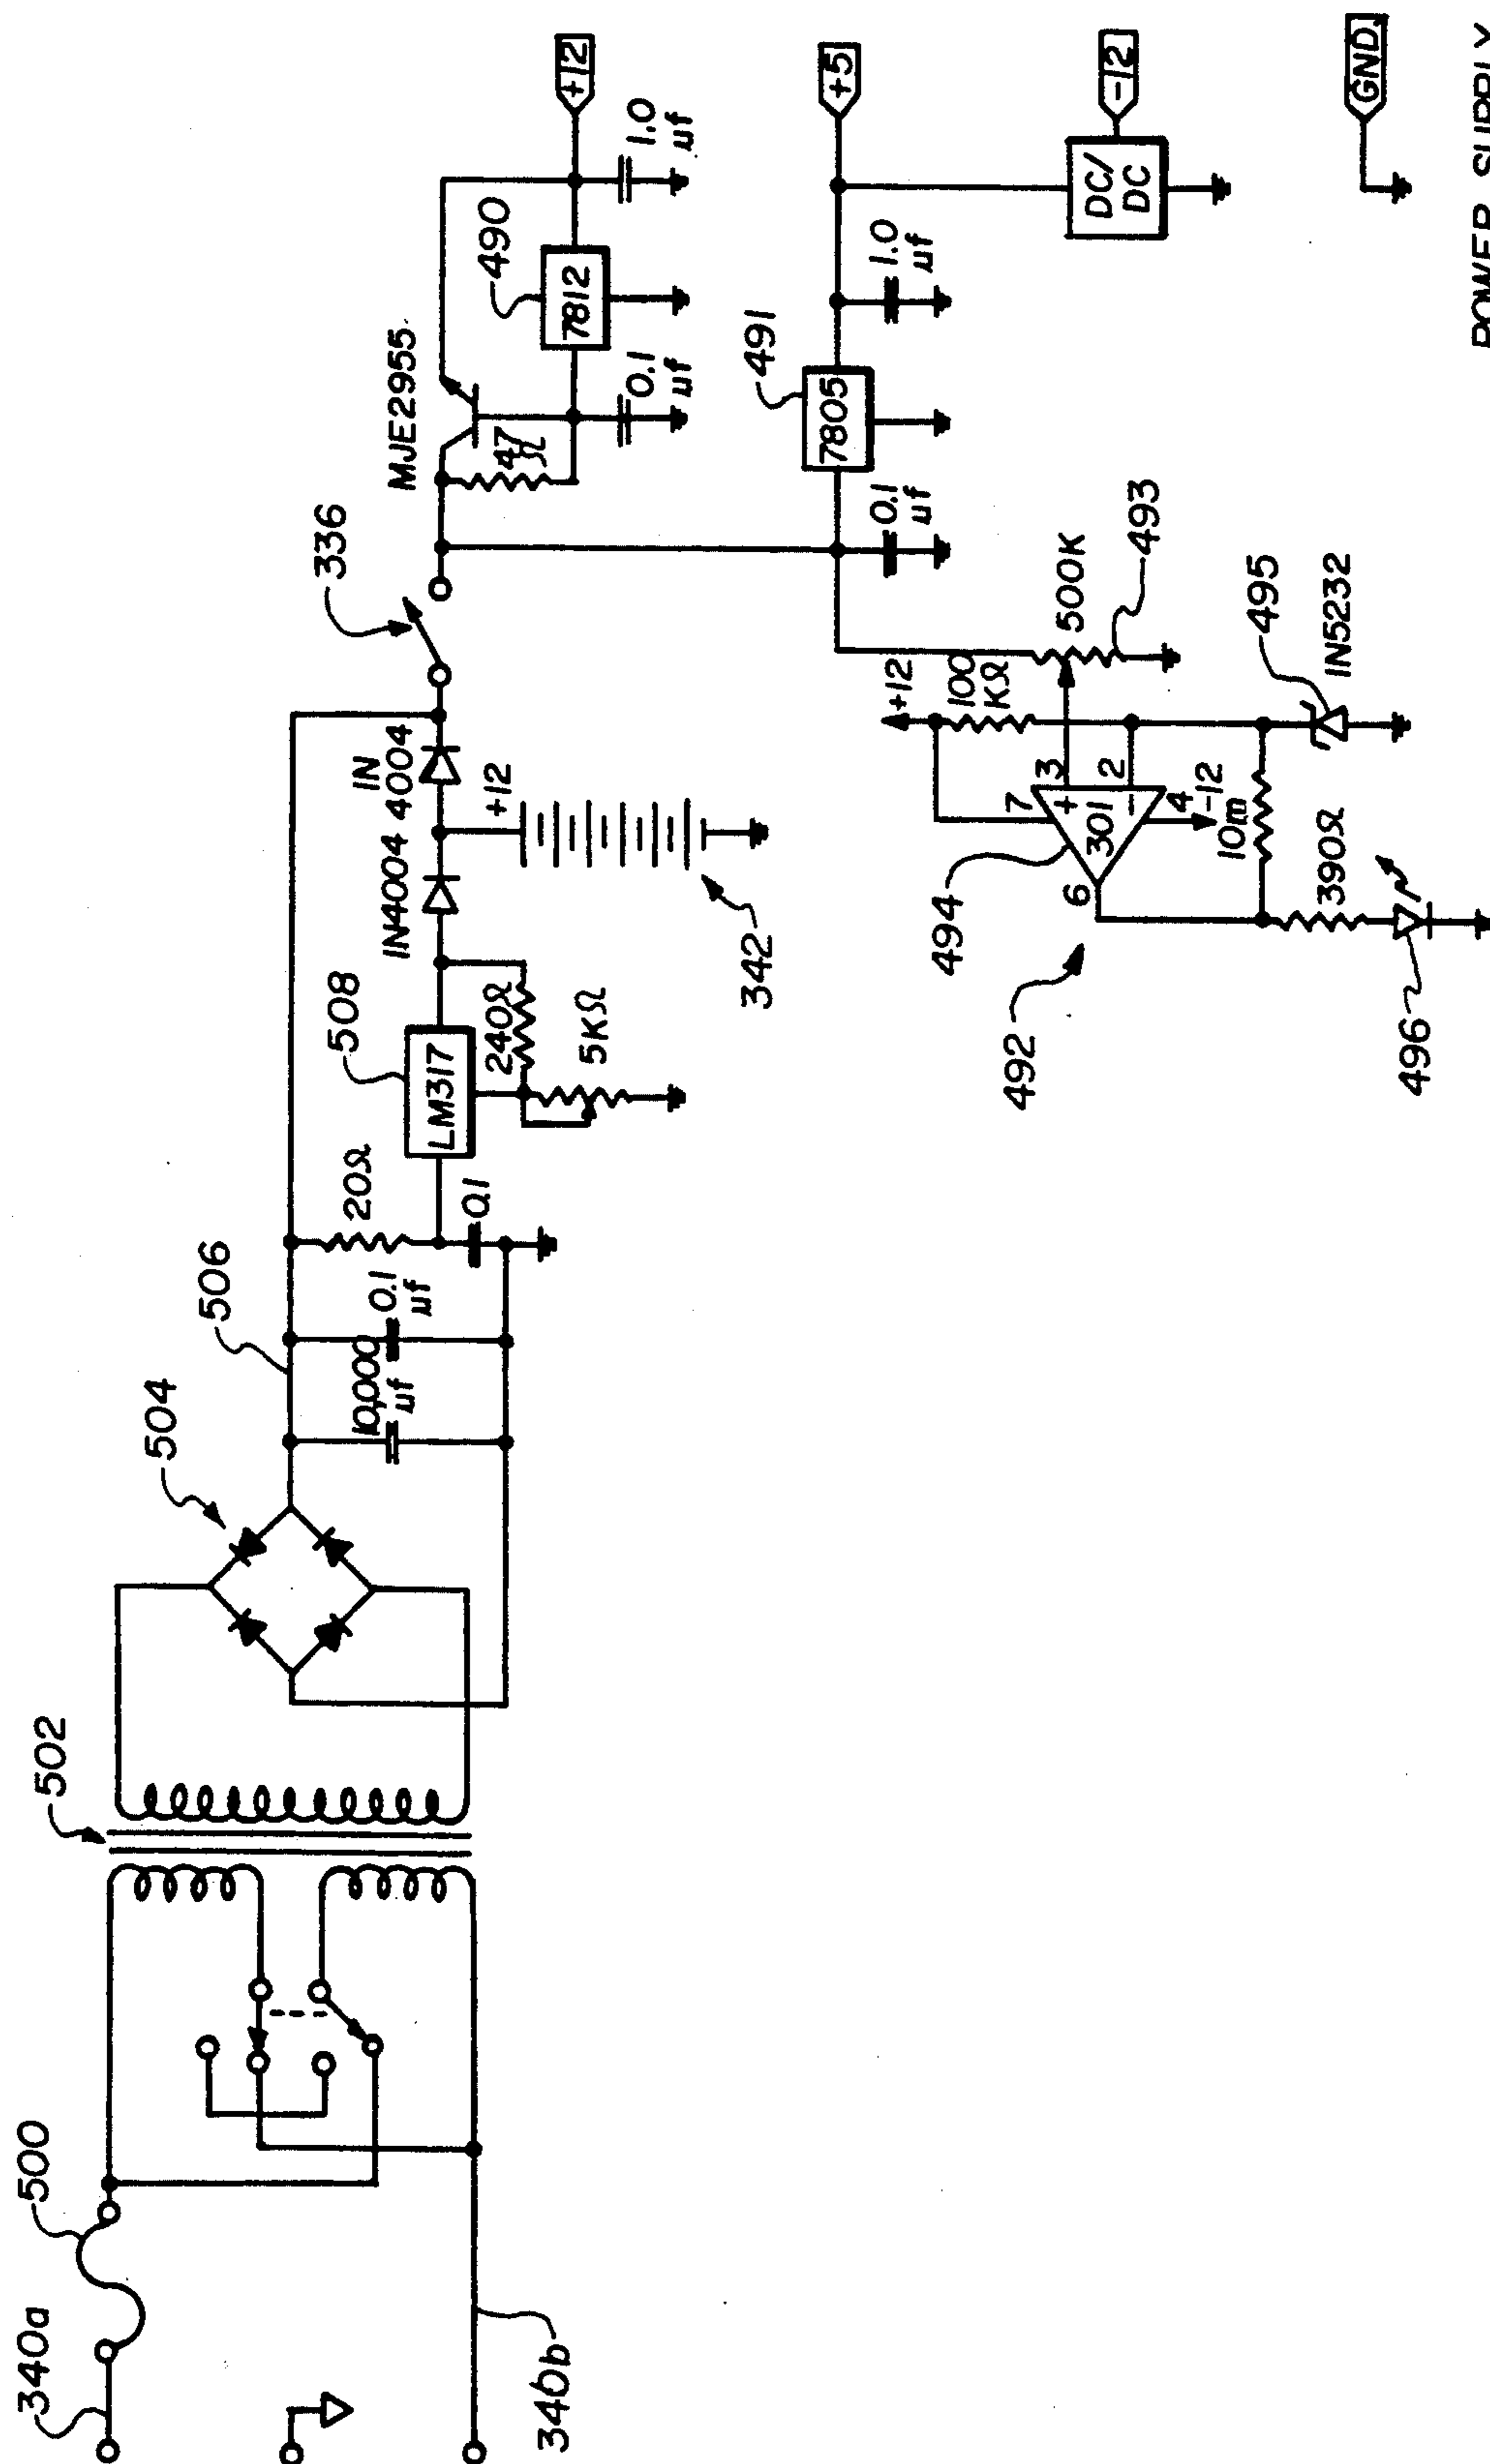 340a
500
340b
502
504
506
10,000
µf
0.1
µf
20Ω
0.1
508
LM317
240Ω
5KΩ
IN4004
IN
4004
+12
342
336
MJE2955
47
Ω
490
7812
0.1
µf
1.0
µf
+12
491
7805
0.1
µf
1.0
µf
+5
DC/
DC
-12
GND
492
494
301
7
+
3
-
2
4
6
+12
-12
100
KΩ
500K
493
10m
390Ω
495
IN5232
496
POWER SUPPLY